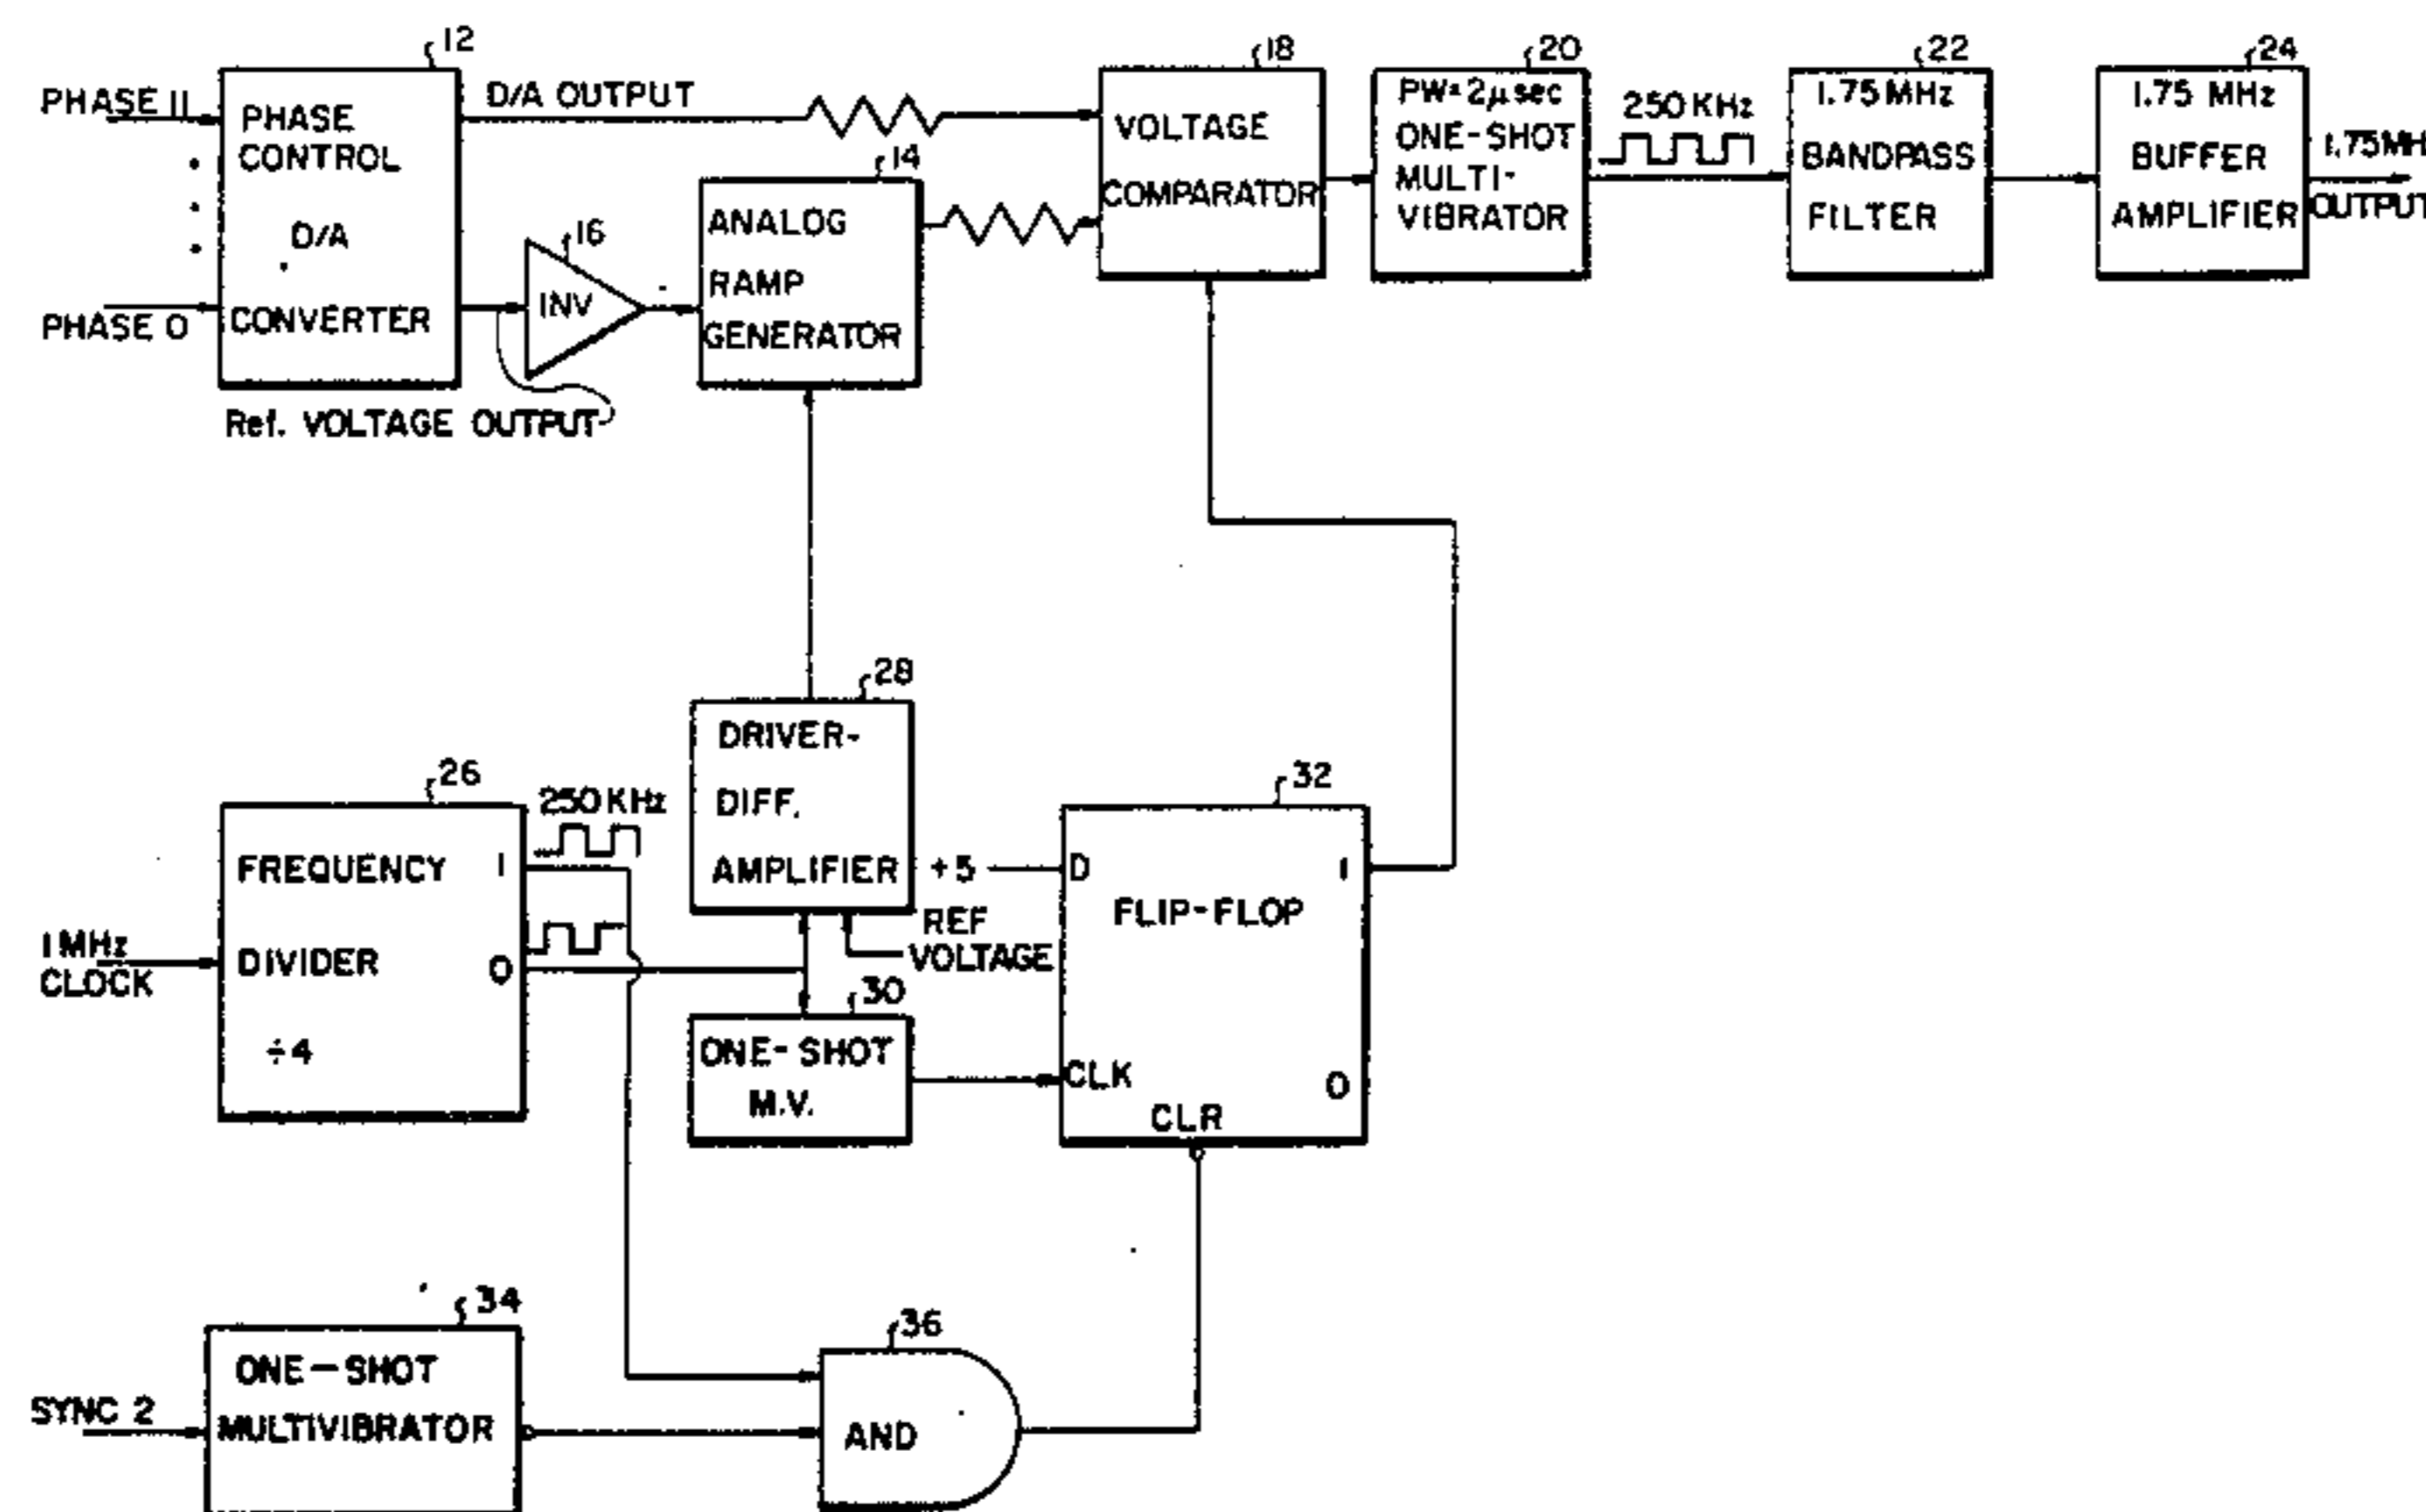 12
PHASE 11
PHASE
CONTROL
D/A
CONVERTER
PHASE 0
D/A OUTPUT
Ref. VOLTAGE OUTPUT
16
INV
14
ANALOG
RAMP
GENERATOR
18
VOLTAGE
COMPARATOR
20
PW=2μsec
ONE-SHOT
MULTI-
VIBRATOR
250 KHz
22
1.75 MHz
BANDPASS
FILTER
24
1.75 MHz
BUFFER
AMPLIFIER
1.75MH
OUTPUT
28
DRIVER-
DIFF.
AMPLIFIER
REF
VOLTAGE
26
1 MHz
CLOCK
FREQUENCY 1
DIVIDER 0
÷4
250 KHz
30
ONE-SHOT
M.V.
32
+5
D 1
FLIP-FLOP
CLK 0
CLR
34
SYNC 2
ONE-SHOT
MULTIVIBRATOR
36
AND